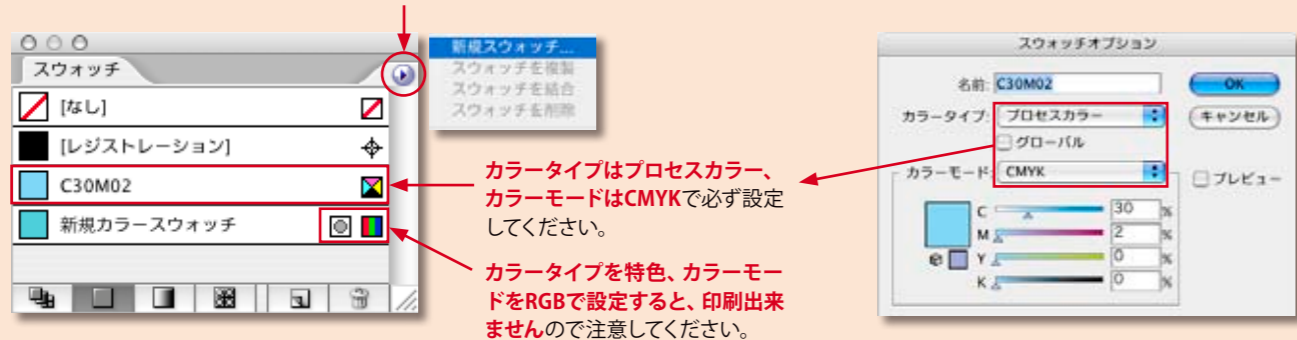 スウォッチ
[なし]
[レジストレーション]
C30M02
新規カラースウォッチ
新規スウォッチ...
スウォッチを複製
スウォッチを結合
スウォッチを削除
カラータイプはプロセスカラー、
カラーモードはCMYKで必ず設定
してください。
カラータイプを特色、カラーモー
ドをRGBで設定すると、印刷出来
ませんので注意してください。
スウォッチオプション
名前: C30M02
OK
カラータイプ: プロセスカラー
キャンセル
グローバル
カラーモード: CMYK
プレビュー
C 30 %
M 2 %
Y 0 %
K 0 %